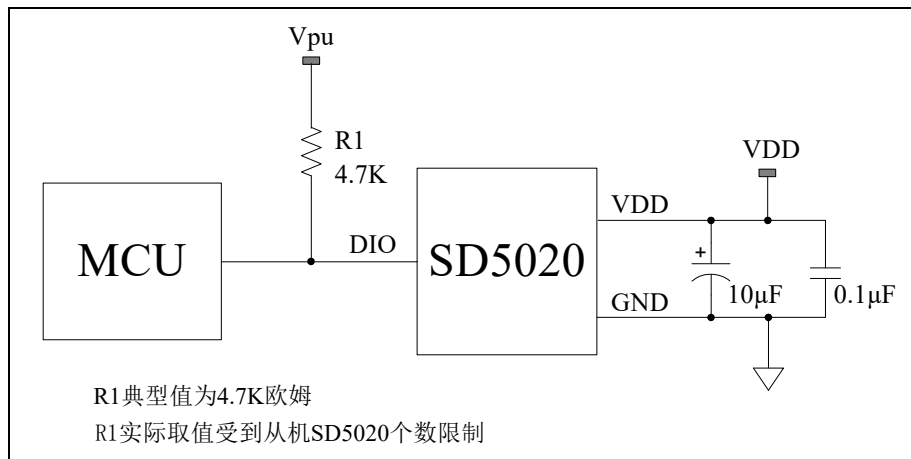 Vpu
R1
4.7K
VDD
MCU
DIO
SD5020
VDD
GND
+
10μF
0.1μF
R1典型值为4.7K欧姆
R1实际取值受到从机SD5020个数限制